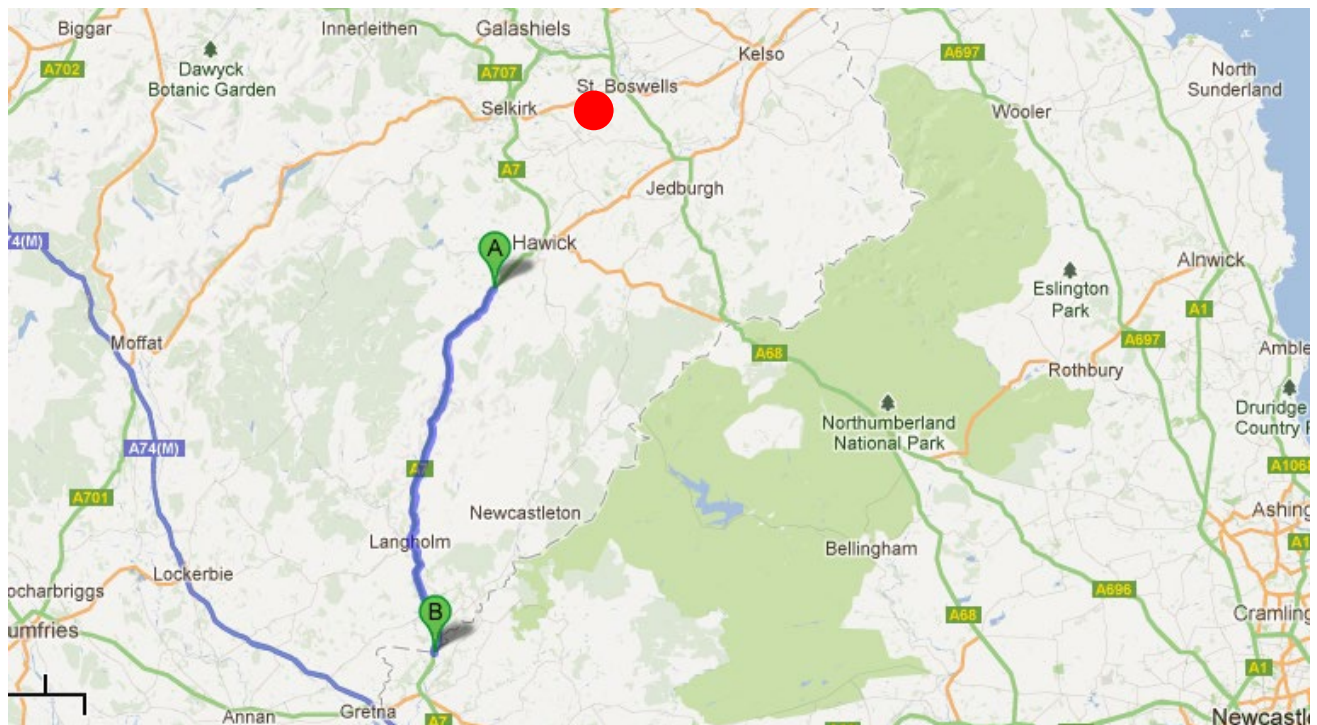 Biggar
Innerleithen
Galashiels
Kelso
A697
A702
Dawyck
Botanic Garden
A707
St. Boswells
North
Sunderland
Selkirk
Wooler
A7
Jedburgh
74(M)
A
Hawick
Alnwick
Eslington
Park
A1
Moffat
A68
A697
Amble
Rothbury
Northumberland
National Park
Druridge
Country P
A74(M)
A7
A1068
A701
Newcastleton
Ashing
Langholm
Bellingham
A1
Lockerbie
ocharbriggs
A696
B
A68
Cramling
umfries
A1
Annan
Gretna
A7
Newcastle